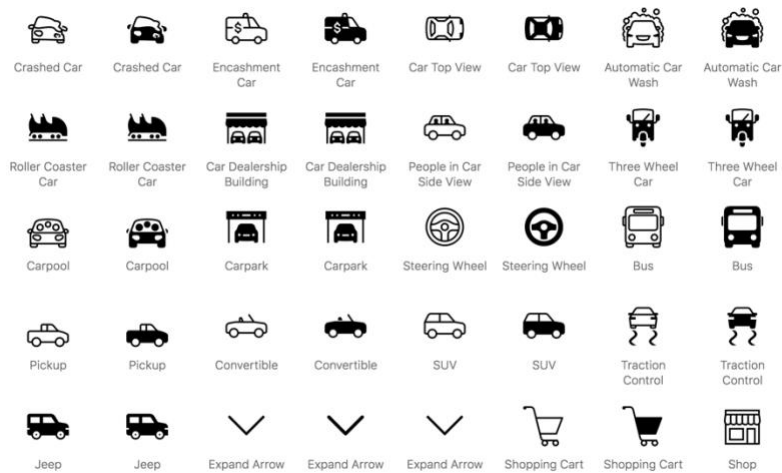 Crashed Car Crashed Car Encashment Car Encashment Car Car Top View Car Top View Automatic Car Wash Automatic Car Wash
Roller Coaster Car Roller Coaster Car Car Dealership Building Car Dealership Building People in Car Side View People in Car Side View Three Wheel Car Three Wheel Car
Carpool Carpool Carpark Carpark Steering Wheel Steering Wheel Bus Bus
Pickup Pickup Convertible Convertible SUV SUV Traction Control Traction Control
Jeep Jeep Expand Arrow Expand Arrow Expand Arrow Shopping Cart Shopping Cart Shop